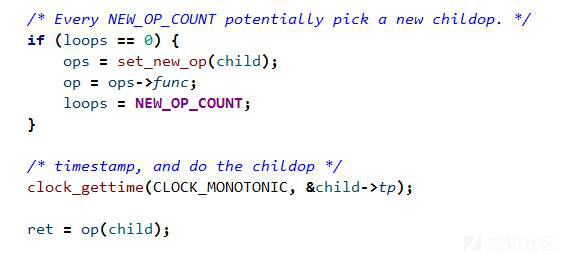 /* Every NEW_OP_COUNT potentially pick a new childop. */
if (loops == 0) {
    ops = set_new_op(child);
    op = ops->func;
    loops = NEW_OP_COUNT;
}

/* timestamp, and do the childop */
clock_gettime(CLOCK_MONOTONIC, &child->tp);

ret = op(child);
先知社区